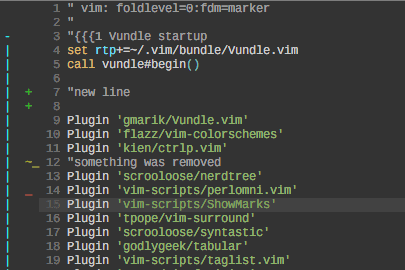 1 " vim: foldlevel=0:fdm=marker
2 "
- 3 "{{{1 Vundle startup
| 4 set rtp+=~/.vim/bundle/Vundle.vim
| 5 call vundle#begin()
| 6
| + 7 "new line
| + 8
| 9 Plugin 'gmarik/Vundle.vim'
| 10 Plugin 'flazz/vim-colorschemes'
| 11 Plugin 'kien/ctrlp.vim'
| ~_ 12 "something was removed
| 13 Plugin 'scrooloose/nerdtree'
| _ 14 Plugin 'vim-scripts/perlomni.vim'
| 15 Plugin 'vim-scripts/ShowMarks'
| 16 Plugin 'tpope/vim-surround'
| 17 Plugin 'scrooloose/syntastic'
| 18 Plugin 'godlygeek/tabular'
| 19 Plugin 'vim-scripts/taglist.vim'